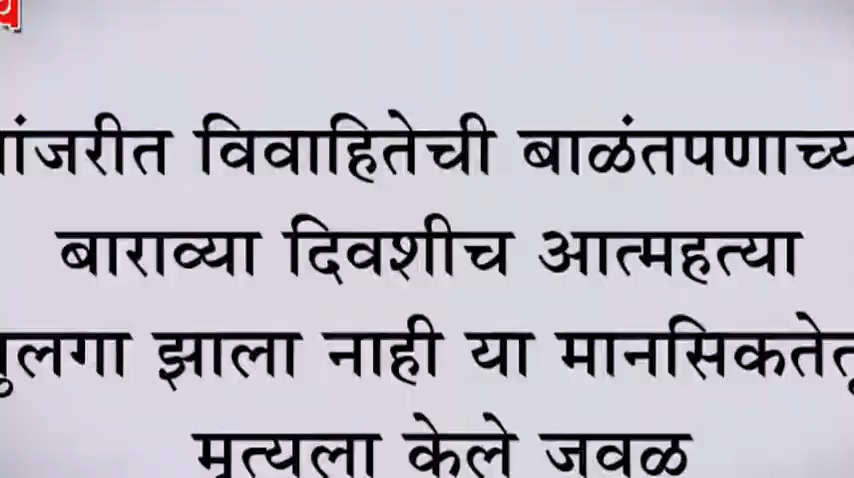 ांजरीत विवाहितेची बाळंतपणाच्य
बाराव्या दिवशीच आत्महत्या
ुलगा झाला नाही या मानसिकतेतू
मृत्यूला केले जवळ